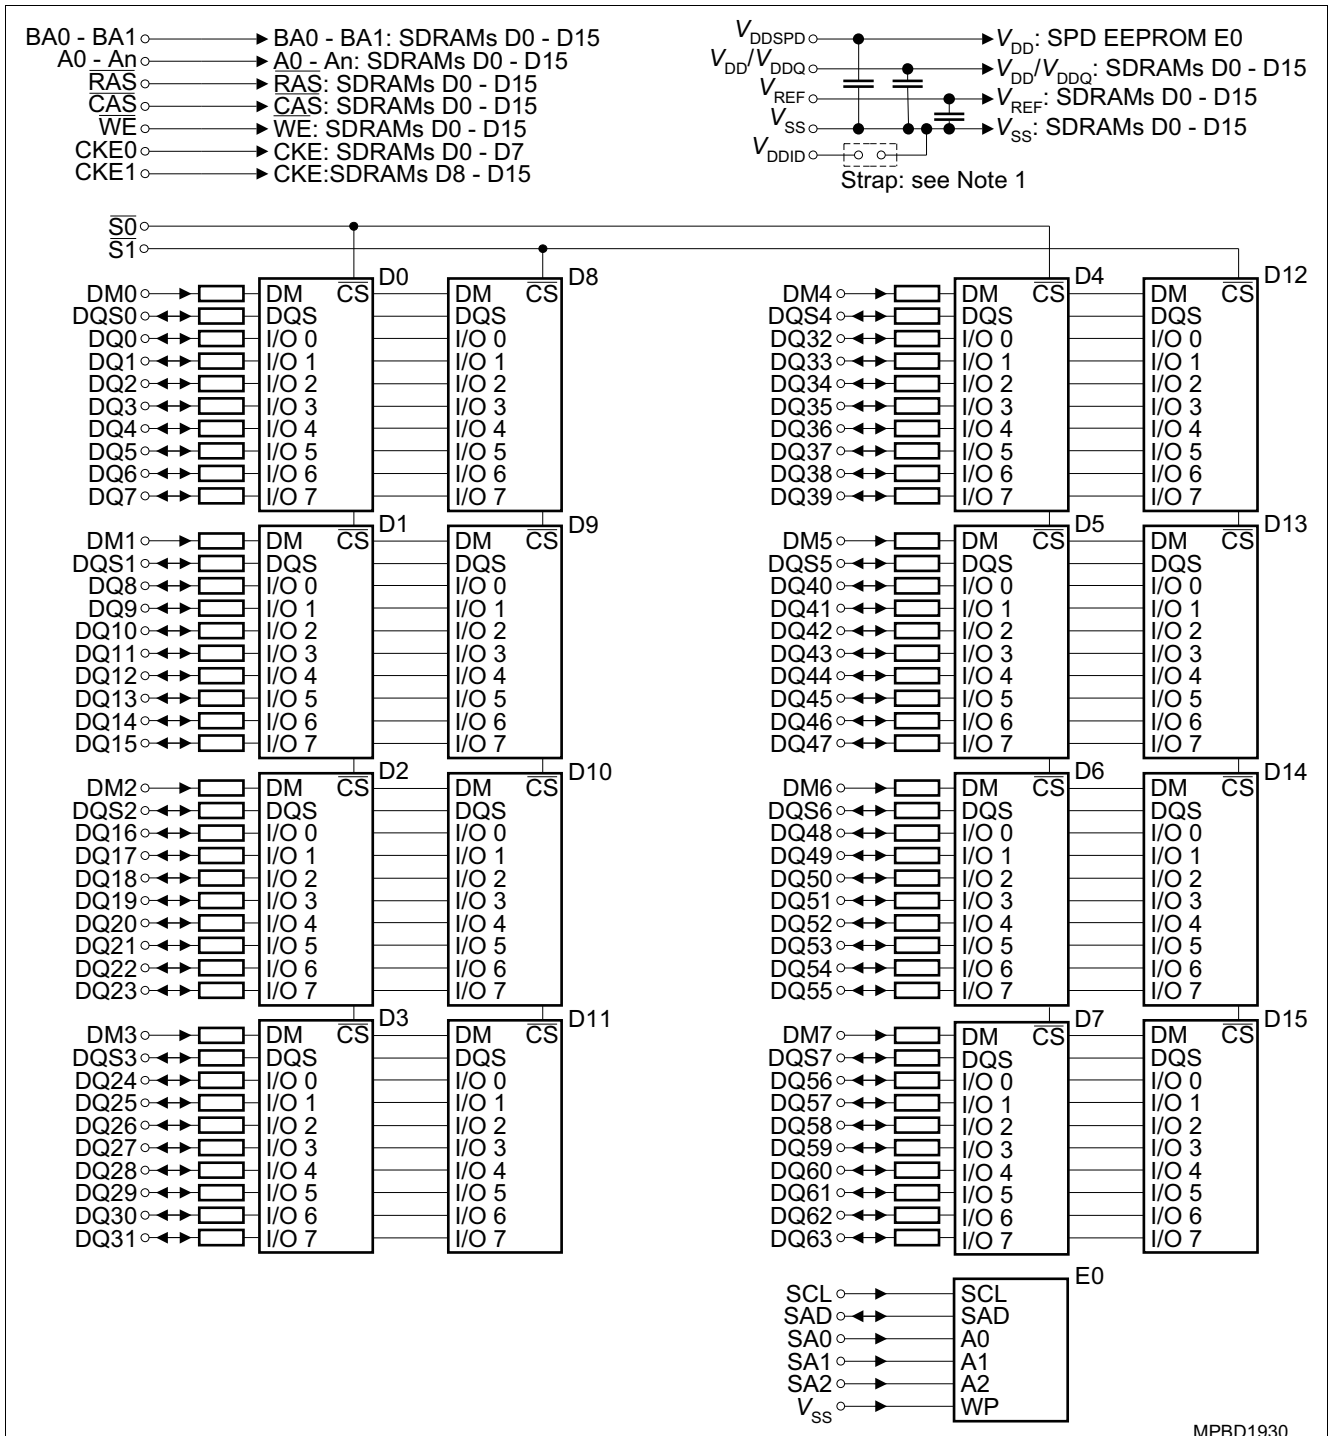 BA0 - BA1 BA0 - BA1: SDRAMs D0 - D15
A0 - An A0 - An: SDRAMs D0 - D15
RAS RAS: SDRAMs D0 - D15
CAS CAS: SDRAMs D0 - D15
WE WE: SDRAMs D0 - D15
CKE0 CKE: SDRAMs D0 - D7
CKE1 CKE:SDRAMs D8 - D15
VDDSPD VDD: SPD EEPROM E0
VDD/VDDQ VDD/VDDQ: SDRAMs D0 - D15
VREF VREF: SDRAMs D0 - D15
VSS VSS: SDRAMs D0 - D15
VDDID
Strap: see Note 1
S0
S1
D0 D8
DM0 DM CS DM CS
DQS0 DQS DQS
DQ0 I/O 0 I/O 0
DQ1 I/O 1 I/O 1
DQ2 I/O 2 I/O 2
DQ3 I/O 3 I/O 3
DQ4 I/O 4 I/O 4
DQ5 I/O 5 I/O 5
DQ6 I/O 6 I/O 6
DQ7 I/O 7 I/O 7
D1 D9
DM1 DM CS DM CS
DQS1 DQS DQS
DQ8 I/O 0 I/O 0
DQ9 I/O 1 I/O 1
DQ10 I/O 2 I/O 2
DQ11 I/O 3 I/O 3
DQ12 I/O 4 I/O 4
DQ13 I/O 5 I/O 5
DQ14 I/O 6 I/O 6
DQ15 I/O 7 I/O 7
D2 D10
DM2 DM CS DM CS
DQS2 DQS DQS
DQ16 I/O 0 I/O 0
DQ17 I/O 1 I/O 1
DQ18 I/O 2 I/O 2
DQ19 I/O 3 I/O 3
DQ20 I/O 4 I/O 4
DQ21 I/O 5 I/O 5
DQ22 I/O 6 I/O 6
DQ23 I/O 7 I/O 7
D3 D11
DM3 DM CS DM CS
DQS3 DQS DQS
DQ24 I/O 0 I/O 0
DQ25 I/O 1 I/O 1
DQ26 I/O 2 I/O 2
DQ27 I/O 3 I/O 3
DQ28 I/O 4 I/O 4
DQ29 I/O 5 I/O 5
DQ30 I/O 6 I/O 6
DQ31 I/O 7 I/O 7
D4 D12
DM4 DM CS DM CS
DQS4 DQS DQS
DQ32 I/O 0 I/O 0
DQ33 I/O 1 I/O 1
DQ34 I/O 2 I/O 2
DQ35 I/O 3 I/O 3
DQ36 I/O 4 I/O 4
DQ37 I/O 5 I/O 5
DQ38 I/O 6 I/O 6
DQ39 I/O 7 I/O 7
D5 D13
DM5 DM CS DM CS
DQS5 DQS DQS
DQ40 I/O 0 I/O 0
DQ41 I/O 1 I/O 1
DQ42 I/O 2 I/O 2
DQ43 I/O 3 I/O 3
DQ44 I/O 4 I/O 4
DQ45 I/O 5 I/O 5
DQ46 I/O 6 I/O 6
DQ47 I/O 7 I/O 7
D6 D14
DM6 DM CS DM CS
DQS6 DQS DQS
DQ48 I/O 0 I/O 0
DQ49 I/O 1 I/O 1
DQ50 I/O 2 I/O 2
DQ51 I/O 3 I/O 3
DQ52 I/O 4 I/O 4
DQ53 I/O 5 I/O 5
DQ54 I/O 6 I/O 6
DQ55 I/O 7 I/O 7
D7 D15
DM7 DM CS DM CS
DQS7 DQS DQS
DQ56 I/O 0 I/O 0
DQ57 I/O 1 I/O 1
DQ58 I/O 2 I/O 2
DQ59 I/O 3 I/O 3
DQ60 I/O 4 I/O 4
DQ61 I/O 5 I/O 5
DQ62 I/O 6 I/O 6
DQ63 I/O 7 I/O 7
E0
SCL SCL
SAD SAD
SA0 A0
SA1 A1
SA2 A2
VSS WP
MPBD1930